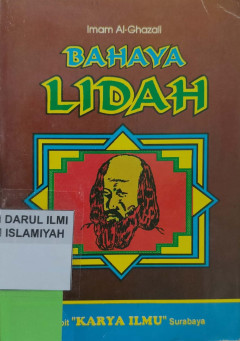 Imam Al-Ghazali
BAHAYA
LIDAH
DARUL ILMI
ISLAMIYAH
"KARYA ILMU" Surabaya